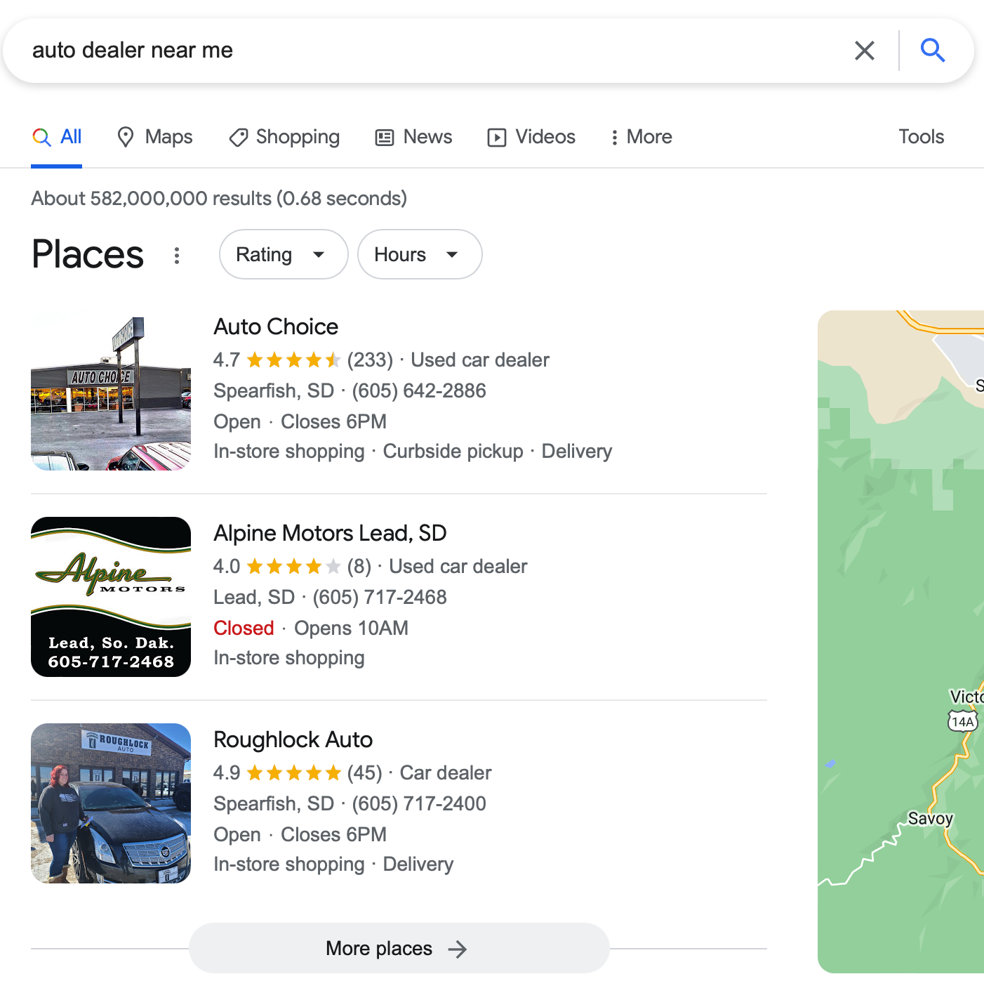 auto dealer near me
All Maps Shopping News Videos More Tools
About 582,000,000 results (0.68 seconds)
Places Rating Hours
AUTO CHOICE
Auto Choice
4.7 (233) · Used car dealer
Spearfish, SD · (605) 642-2886
Open · Closes 6PM
In-store shopping · Curbside pickup · Delivery
Alpine
MOTORS
Lead, So. Dak.
605-717-2468
Alpine Motors Lead, SD
4.0 (8) · Used car dealer
Lead, SD · (605) 717-2468
Closed · Opens 10AM
In-store shopping
ROUGHLOCK
AUTO
Roughlock Auto
4.9 (45) · Car dealer
Spearfish, SD · (605) 717-2400
Open · Closes 6PM
In-store shopping · Delivery
More places
S
Victo
14A
Savoy